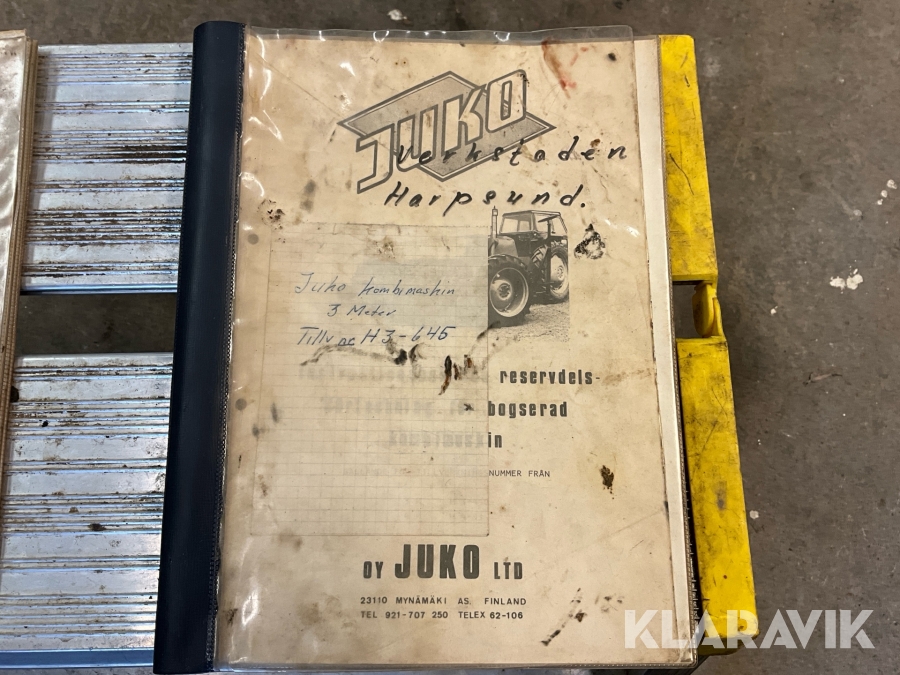 JUKO
Verkstaden
Harpsund.
Juko kombimaskin
3 Meter
Tillv nr H3-645
reservdels-
bogserad
in
NUMMER FRÅN
OY JUKO LTD
23110 MYNÄMÄKI AS. FINLAND
TEL 921-707 250 TELEX 62-106
KLARAVIK